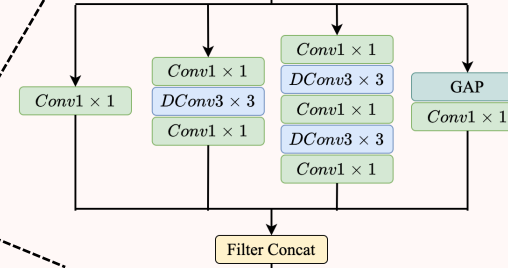 Conv1 × 1
Conv1 × 1
DConv3 × 3
Conv1 × 1
Conv1 × 1
DConv3 × 3
Conv1 × 1
DConv3 × 3
Conv1 × 1
GAP
Conv1 × 1
Filter Concat